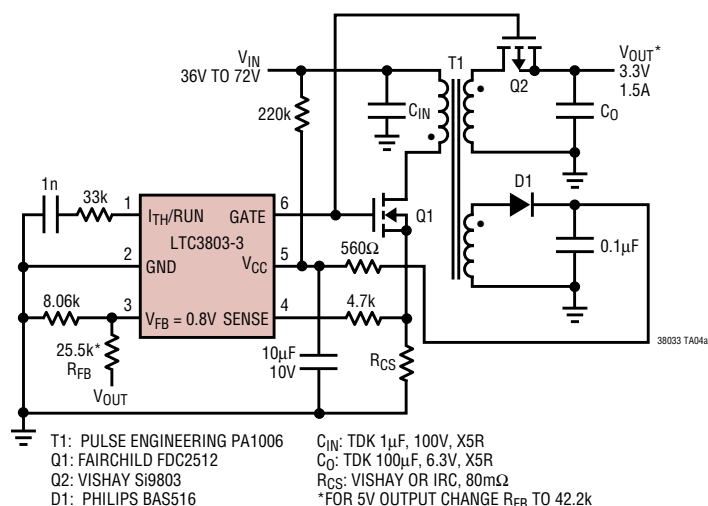 V_IN
36V TO 72V
T1
V_OUT*
3.3V
1.5A
Q2
220k
C_IN
C_O
1n
33k
1
I_TH/RUN
GATE
6
Q1
D1
LTC3803-3
2
GND
V_CC
5
560Ω
0.1µF
8.06k
3
V_FB = 0.8V
SENSE
4
4.7k
38033 TA04a
25.5k*
R_FB
V_OUT
10µF
10V
R_CS
T1: PULSE ENGINEERING PA1006
Q1: FAIRCHILD FDC2512
Q2: VISHAY Si9803
D1: PHILIPS BAS516
C_IN: TDK 1µF, 100V, X5R
C_O: TDK 100µF, 6.3V, X5R
R_CS: VISHAY OR IRC, 80mΩ
*FOR 5V OUTPUT CHANGE R_FB TO 42.2k